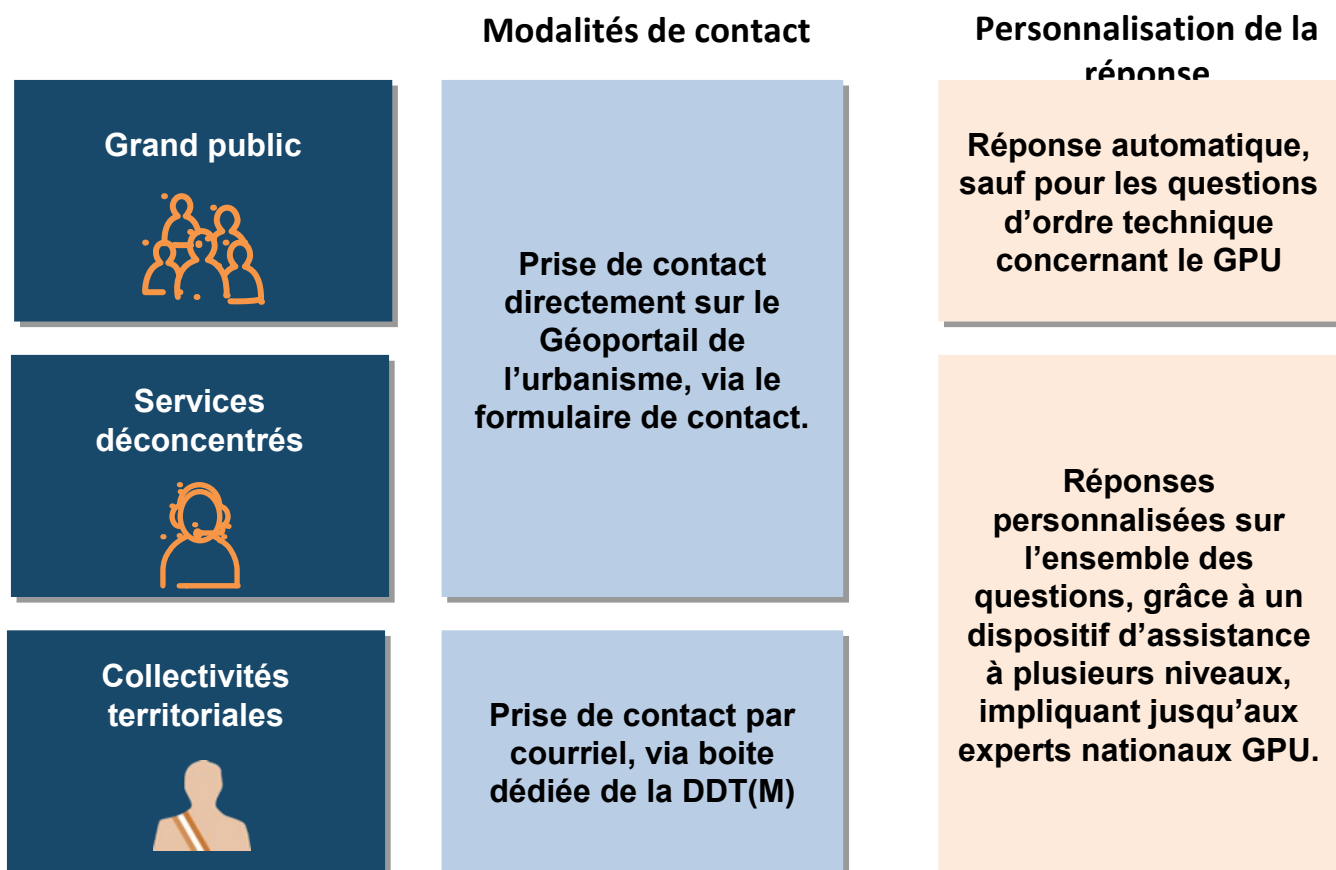 Modalités de contact
Personnalisation de la
réponse
Grand public
Prise de contact
directement sur le
Géoportail de
l’urbanisme, via le
formulaire de contact.
Réponse automatique,
sauf pour les questions
d’ordre technique
concernant le GPU
Services
déconcentrés
Réponses
personnalisées sur
l’ensemble des
questions, grâce à un
dispositif d’assistance
à plusieurs niveaux,
impliquant jusqu’aux
experts nationaux GPU.
Collectivités
territoriales
Prise de contact par
courriel, via boite
dédiée de la DDT(M)